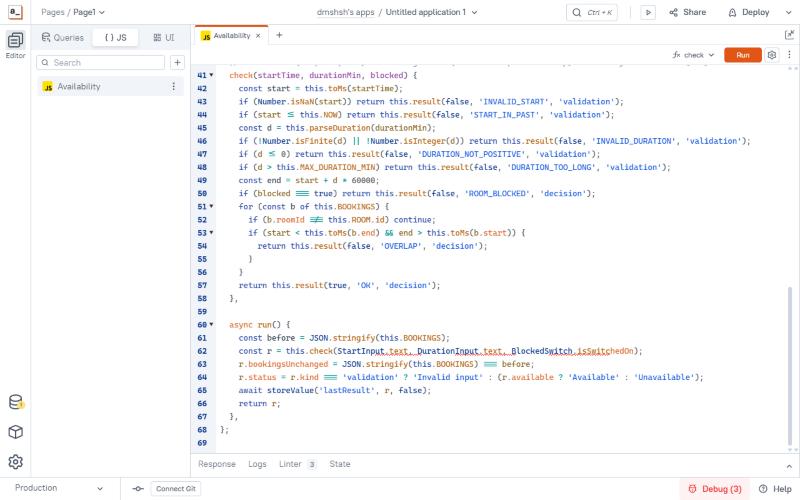 Pages / Page1
dmshsh's apps / Untitled application 1
Ctrl + K
Share
Deploy
Editor
Queries
{ } JS
UI
Search
Availability
JS Availability
check
Run
41 check(startTime, durationMin, blocked) {
42 const start = this.toMs(startTime);
43 if (Number.isNaN(start)) return this.result(false, 'INVALID_START', 'validation');
44 if (start <= this.NOW) return this.result(false, 'START_IN_PAST', 'validation');
45 const d = this.parseDuration(durationMin);
46 if (!Number.isFinite(d) || !Number.isInteger(d)) return this.result(false, 'INVALID_DURATION', 'validation');
47 if (d <= 0) return this.result(false, 'DURATION_NOT_POSITIVE', 'validation');
48 if (d > this.MAX_DURATION_MIN) return this.result(false, 'DURATION_TOO_LONG', 'validation');
49 const end = start + d * 60000;
50 if (blocked === true) return this.result(false, 'ROOM_BLOCKED', 'decision');
51 for (const b of this.BOOKINGS) {
52 if (b.roomId !== this.ROOM.id) continue;
53 if (start < this.toMs(b.end) && end > this.toMs(b.start)) {
54 return this.result(false, 'OVERLAP', 'decision');
55 }
56 }
57 return this.result(true, 'OK', 'decision');
58 },
59
60 async run() {
61 const before = JSON.stringify(this.BOOKINGS);
62 const r = this.check(StartInput.text, DurationInput.text, BlockedSwitch.isSwitchedOn);
63 r.bookingsUnchanged = JSON.stringify(this.BOOKINGS) === before;
64 r.status = r.kind === 'validation' ? 'Invalid input' : (r.available ? 'Available' : 'Unavailable');
65 await storeValue('lastResult', r, false);
66 return r;
67 },
68 };
69
Response
Logs
Linter 3
State
Production
Connect Git
Debug (3)
Help